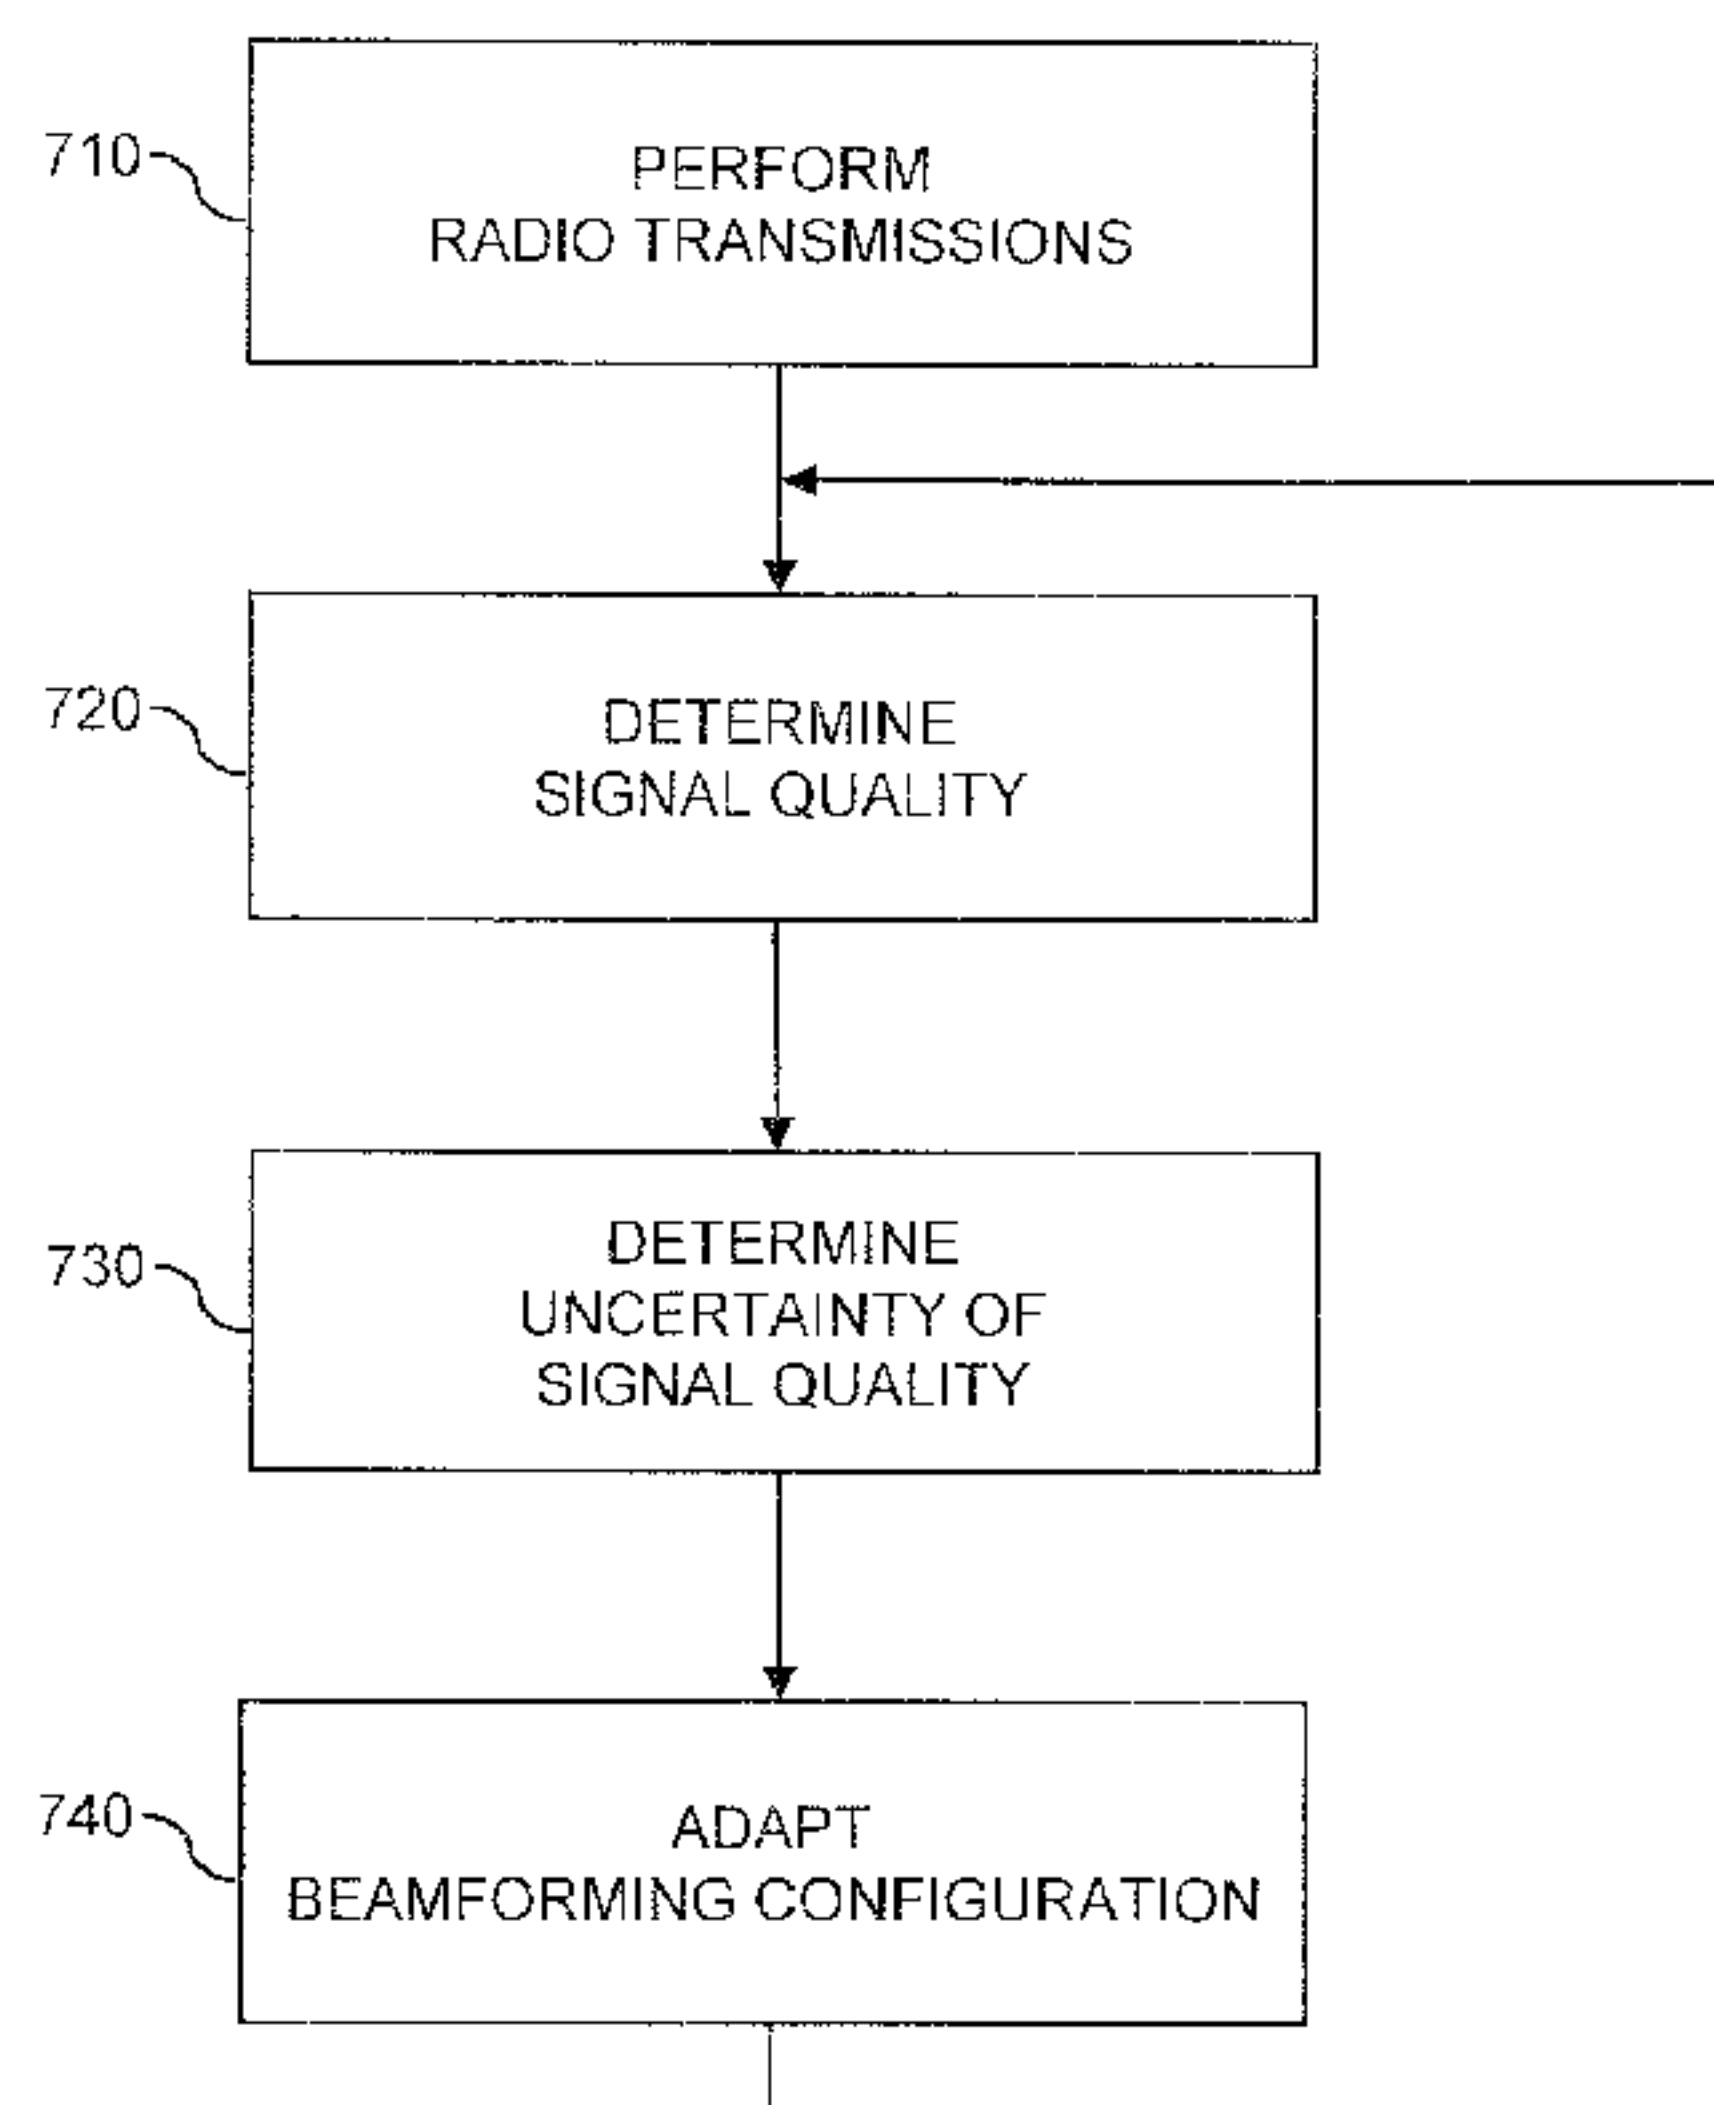 710
PERFORM
RADIO TRANSMISSIONS
720
DETERMINE
SIGNAL QUALITY
730
DETERMINE
UNCERTAINTY OF
SIGNAL QUALITY
740
ADAPT
BEAMFORMING CONFIGURATION